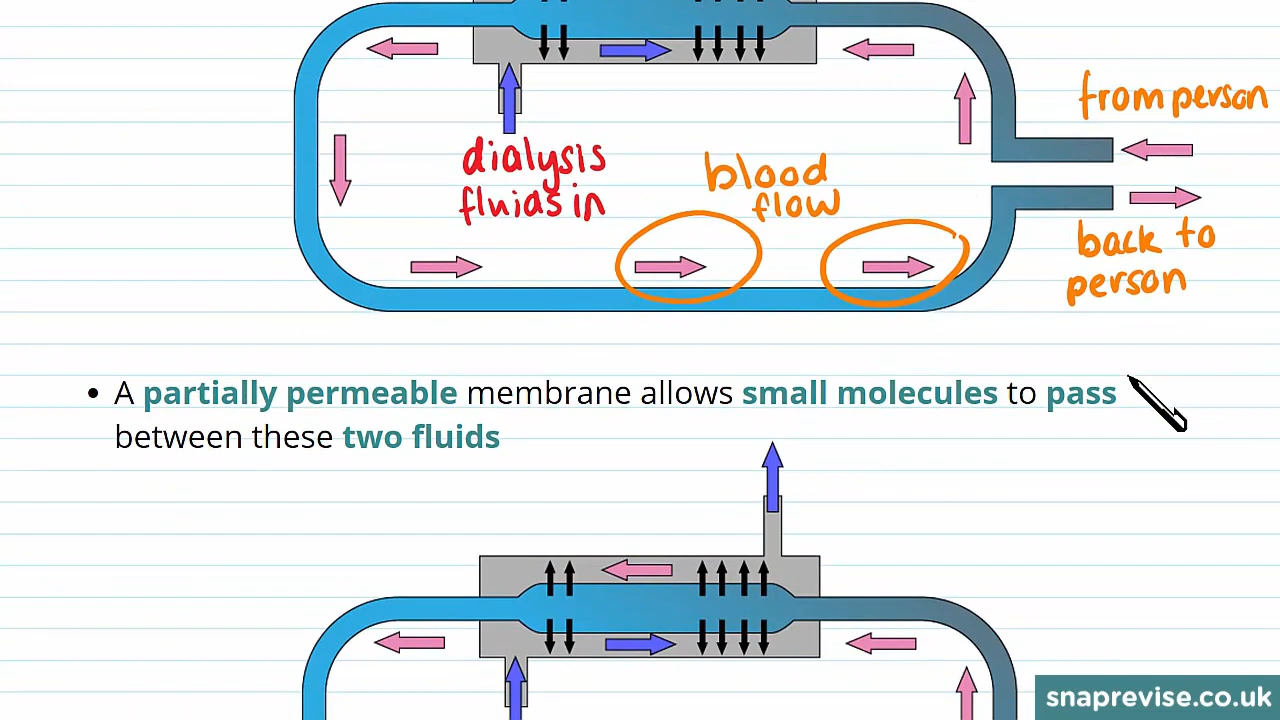 from person
dialysis
fluids in
blood
flow
back to
person
• A partially permeable membrane allows small molecules to pass
between these two fluids
snaprevise.co.uk